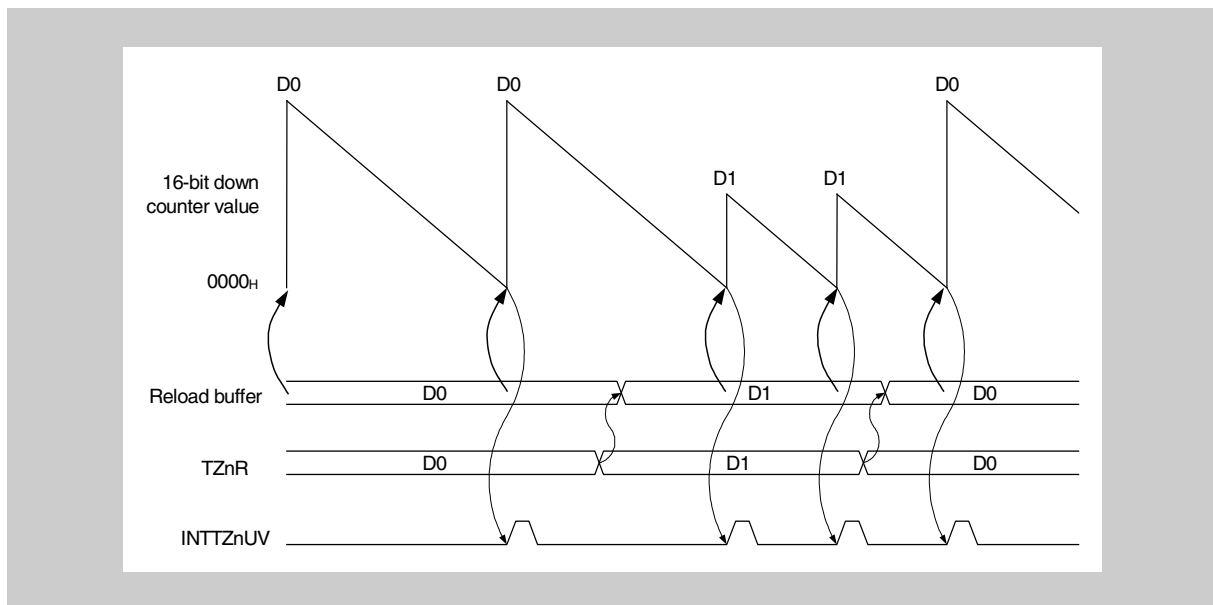 D0 D0 D0
D1 D1
16-bit down
counter value
0000H
Reload buffer D0 D1 D0
TZnR D0 D1 D0
INTTZnUV